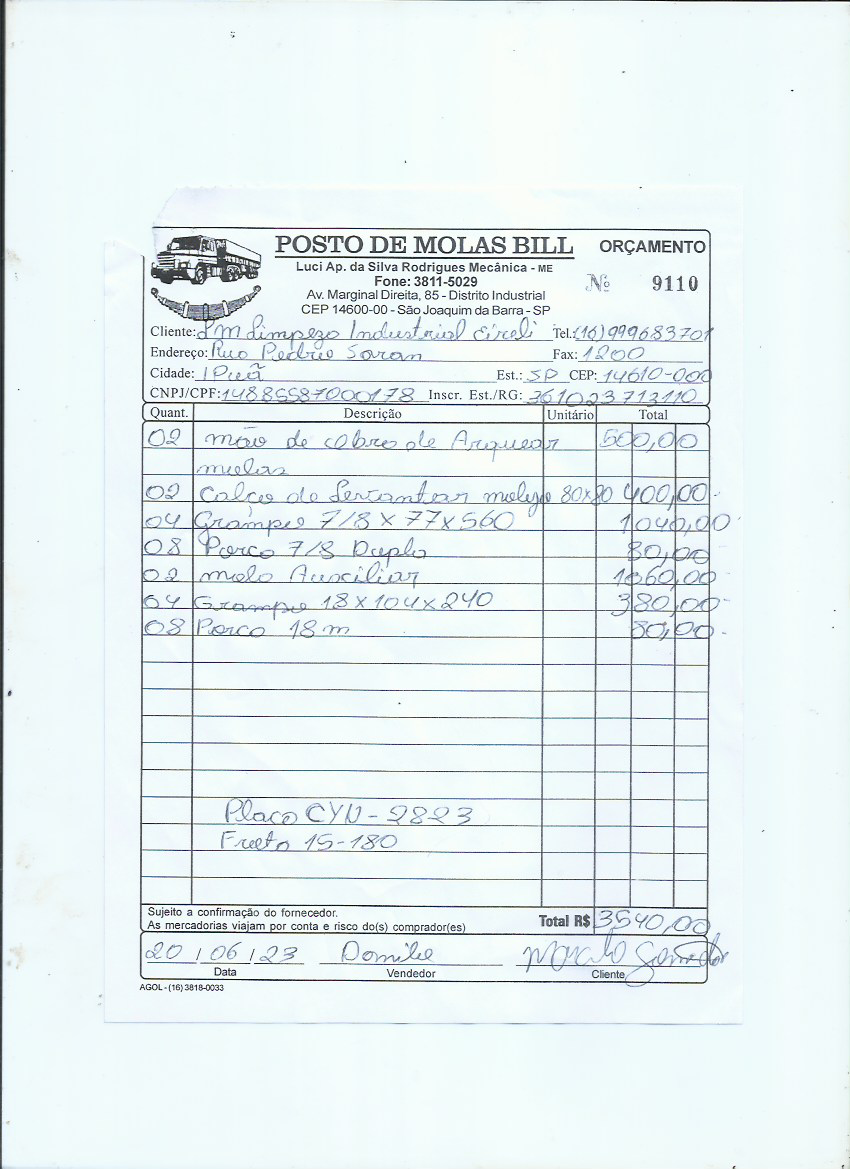 POSTO DE MOLAS BILL ORÇAMENTO
Luci Ap. da Silva Rodrigues Mecânica - ME
Fone: 3811-5029
Nº 9110
Av. Marginal Direita, 85 - Distrito Industrial
CEP 14600-00 - São Joaquim da Barra - SP
Cliente: LM Limpeza Industrial Eireli Tel.: (16) 999683701
Endereço: Rua Pedro Saran Fax: 1200
Cidade: IPuã Est.: SP CEP: 14610-000
CNPJ/CPF: 14885587000178 Inscr. Est./RG: 361023713110
Quant. Descrição Unitário Total
02 mão de obra de Arquear 500,00
molas
02 Calço de Levantar moleja 80x80 400,00
04 Grampo 7/8 x 77 x 560 1040,00
08 Porca 7/8 Dupla 80,00
02 mola Auxiliar 1060,00
04 Grampo 18 x 104 x 240 380,00
08 Porca 18 m 80,00
Placa CYN - 2823
15-180
Sujeito a confirmação do fornecedor.
As mercadorias viajam por conta e risco do(s) comprador(es) Total R$ 3540,00
20 / 06 / 23
Data Vendedor Cliente
AGOL - (16) 3818-0033